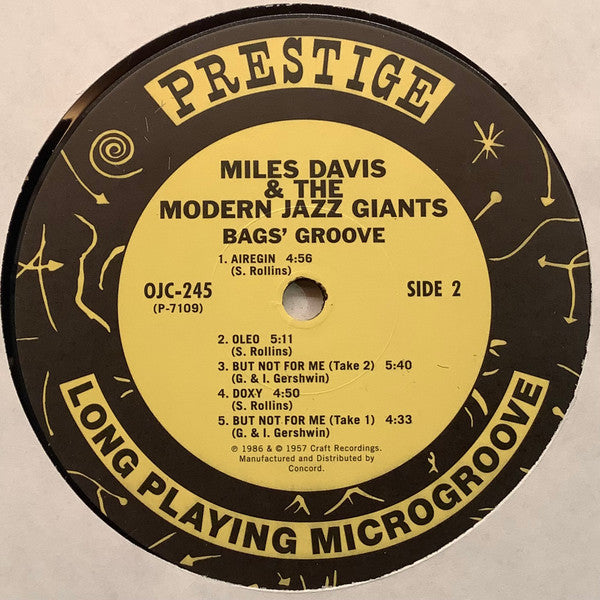 PRESTIGE
MILES DAVIS
& THE
MODERN JAZZ GIANTS
BAGS' GROOVE
1. AIREGIN 4:56
(S. Rollins)
OJC-245
(P-7109)
SIDE 2
2. OLEO 5:11
(S. Rollins)
3. BUT NOT FOR ME (Take 2) 5:40
(G. & I. Gershwin)
4. DOXY 4:50
(S. Rollins)
5. BUT NOT FOR ME (Take 1) 4:33
(G. & I. Gershwin)
℗ 1986 & © 1957 Craft Recordings.
Manufactured and Distributed by
Concord.
LONG PLAYING MICROGROOVE